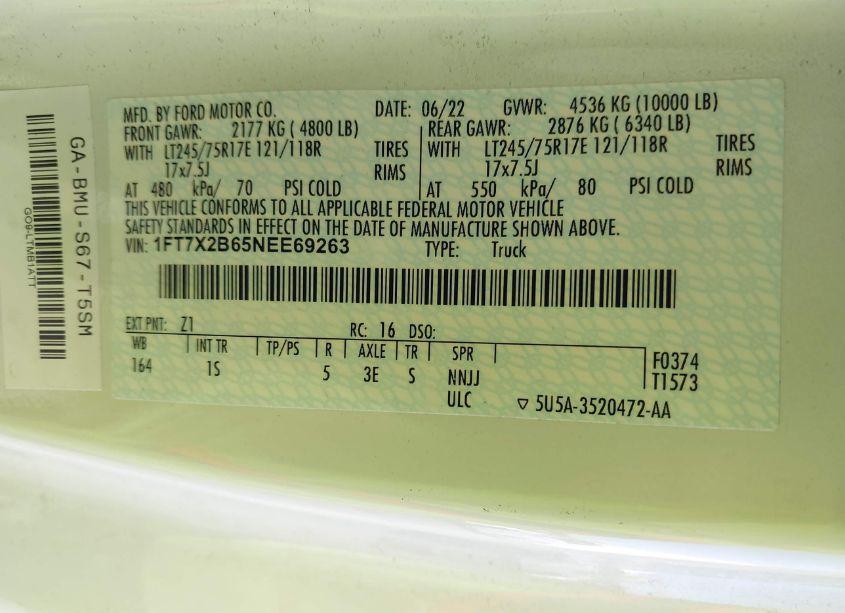 GA-BMU-S67-T5SM
GO9-LTMB1ATT
MFD. BY FORD MOTOR CO. DATE: 06/22 GVWR: 4536 KG (10000 LB)
FRONT GAWR: 2177 KG ( 4800 LB) REAR GAWR: 2876 KG ( 6340 LB)
WITH LT245/75R17E 121/118R TIRES WITH LT245/75R17E 121/118R TIRES
17x7.5J RIMS 17x7.5J RIMS
AT 480 kPa/ 70 PSI COLD AT 550 kPa/ 80 PSI COLD
THIS VEHICLE CONFORMS TO ALL APPLICABLE FEDERAL MOTOR VEHICLE
SAFETY STANDARDS IN EFFECT ON THE DATE OF MANUFACTURE SHOWN ABOVE.
VIN: 1FT7X2B65NEE69263 TYPE: Truck
EXT PNT: Z1 RC: 16 DSO:
WB INT TR TP/PS R AXLE TR SPR F0374
164 1S 5 3E S NNJJ T1573
ULC ▽ 5U5A-3520472-AA